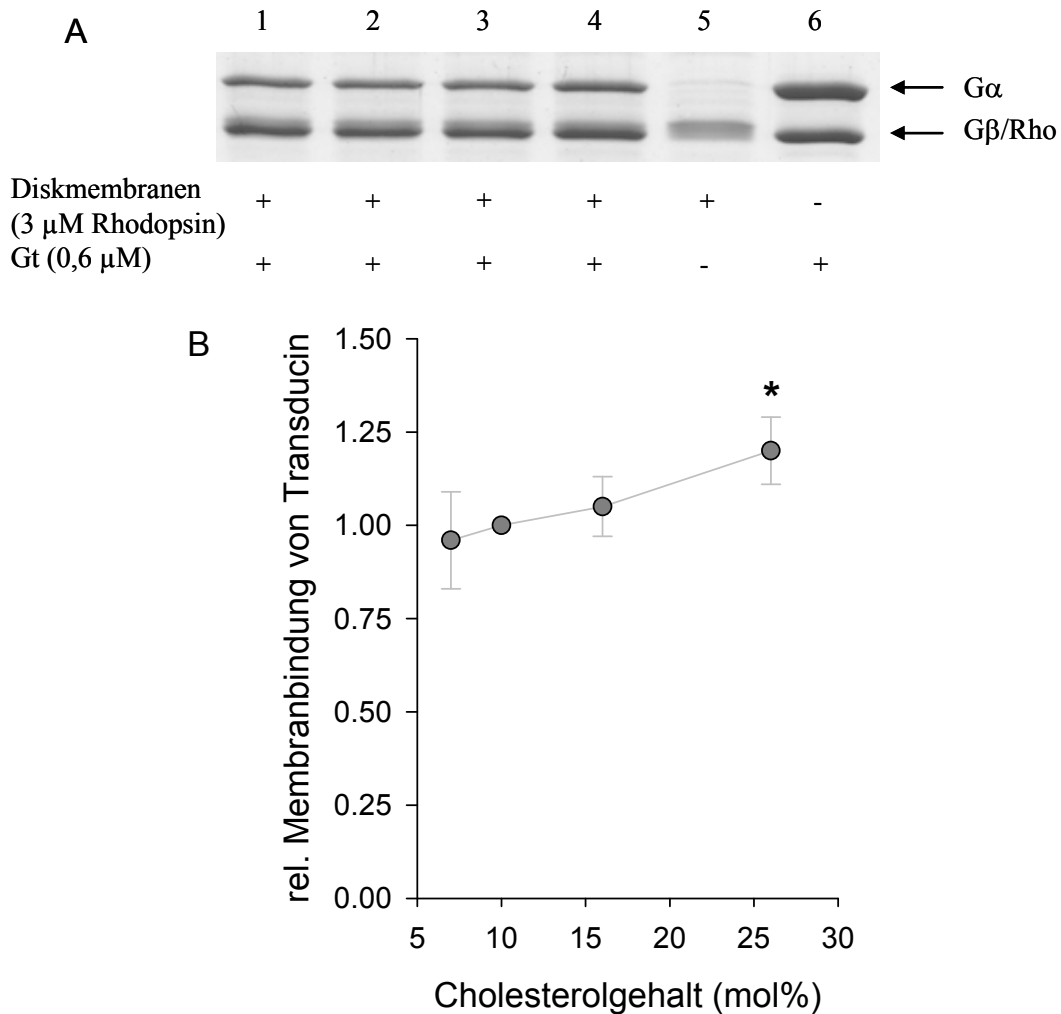 A
1 2 3 4 5 6
Gα
Gβ/Rho
Diskmembranen
(3 µM Rhodopsin)
+ + + + + -
Gt (0,6 µM)
+ + + + - +
B
rel. Membranbindung von Transducin
1.50
1.25
1.00
0.75
0.50
0.25
0.00
*
5 10 15 20 25 30
Cholesterolgehalt (mol%)